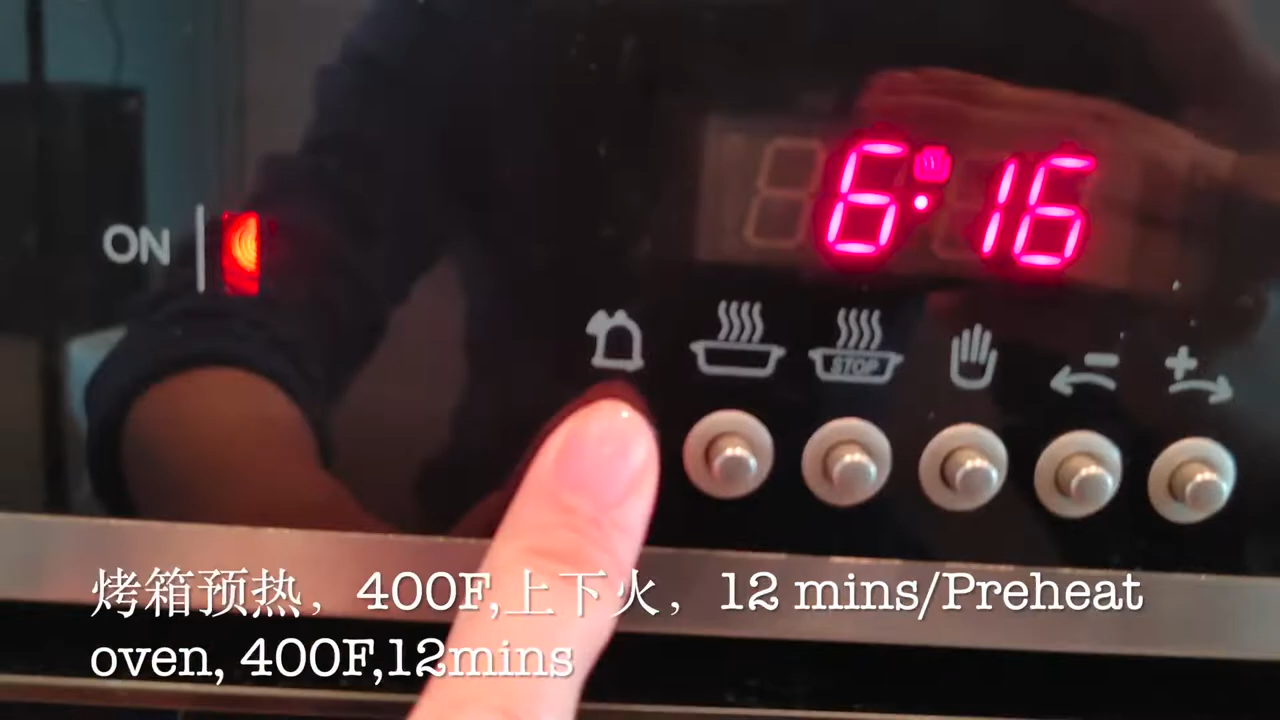 6:16
ON
STOP
- +
烤箱预热，400F,上下火，12 mins/Preheat
oven, 400F,12mins